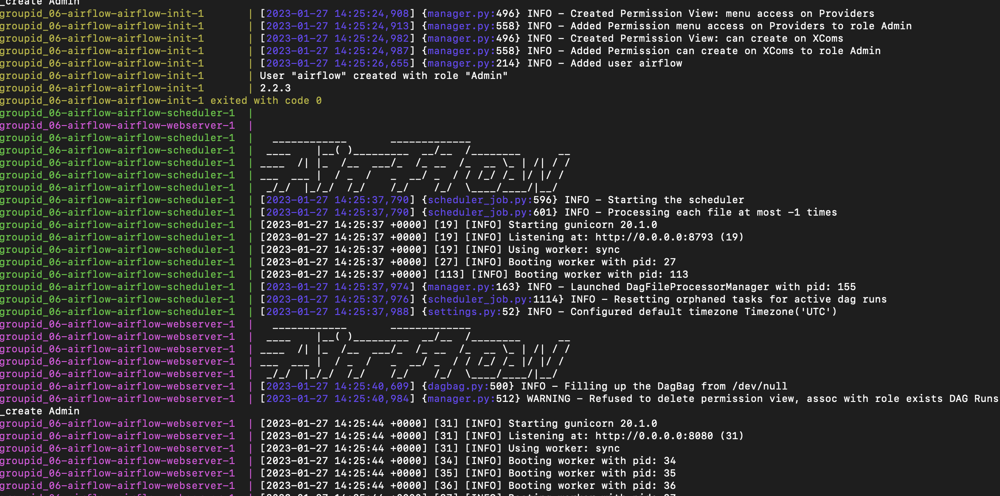 _create Admin
groupid_06-airflow-airflow-init-1       | [2023-01-27 14:25:24,908] {manager.py:496} INFO - Created Permission View: menu access on Providers
groupid_06-airflow-airflow-init-1       | [2023-01-27 14:25:24,913] {manager.py:558} INFO - Added Permission menu access on Providers to role Admin
groupid_06-airflow-airflow-init-1       | [2023-01-27 14:25:24,982] {manager.py:496} INFO - Created Permission View: can create on XComs
groupid_06-airflow-airflow-init-1       | [2023-01-27 14:25:24,987] {manager.py:558} INFO - Added Permission can create on XComs to role Admin
groupid_06-airflow-airflow-init-1       | [2023-01-27 14:25:26,655] {manager.py:214} INFO - Added user airflow
groupid_06-airflow-airflow-init-1       | User "airflow" created with role "Admin"
groupid_06-airflow-airflow-init-1       | 2.2.3
groupid_06-airflow-airflow-init-1 exited with code 0
groupid_06-airflow-airflow-scheduler-1  |
groupid_06-airflow-airflow-webserver-1  |
groupid_06-airflow-airflow-scheduler-1  |   ____________       _____________
groupid_06-airflow-airflow-scheduler-1  |  ____    |__( )_________  __/__  /________      __
groupid_06-airflow-airflow-scheduler-1  | ____  /| |_  /__  ___/_  /_ __  /_  __ \_ | /| / /
groupid_06-airflow-airflow-scheduler-1  | ___  ___ |  / _  /   _  __/ _  / / /_/ /_ |/ |/ /
groupid_06-airflow-airflow-scheduler-1  |  _/_/  |_/_/  /_/    /_/    /_/  \____/____/|__/
groupid_06-airflow-airflow-scheduler-1  | [2023-01-27 14:25:37,790] {scheduler_job.py:596} INFO - Starting the scheduler
groupid_06-airflow-airflow-scheduler-1  | [2023-01-27 14:25:37,790] {scheduler_job.py:601} INFO - Processing each file at most -1 times
groupid_06-airflow-airflow-scheduler-1  | [2023-01-27 14:25:37 +0000] [19] [INFO] Starting gunicorn 20.1.0
groupid_06-airflow-airflow-scheduler-1  | [2023-01-27 14:25:37 +0000] [19] [INFO] Listening at: http://0.0.0.0:8793 (19)
groupid_06-airflow-airflow-scheduler-1  | [2023-01-27 14:25:37 +0000] [19] [INFO] Using worker: sync
groupid_06-airflow-airflow-scheduler-1  | [2023-01-27 14:25:37 +0000] [27] [INFO] Booting worker with pid: 27
groupid_06-airflow-airflow-scheduler-1  | [2023-01-27 14:25:37 +0000] [113] [INFO] Booting worker with pid: 113
groupid_06-airflow-airflow-scheduler-1  | [2023-01-27 14:25:37,974] {manager.py:163} INFO - Launched DagFileProcessorManager with pid: 155
groupid_06-airflow-airflow-scheduler-1  | [2023-01-27 14:25:37,976] {scheduler_job.py:1114} INFO - Resetting orphaned tasks for active dag runs
groupid_06-airflow-airflow-scheduler-1  | [2023-01-27 14:25:37,988] {settings.py:52} INFO - Configured default timezone Timezone('UTC')
groupid_06-airflow-airflow-webserver-1  |   ____________       _____________
groupid_06-airflow-airflow-webserver-1  |  ____    |__( )_________  __/__  /________      __
groupid_06-airflow-airflow-webserver-1  | ____  /| |_  /__  ___/_  /_ __  /_  __ \_ | /| / /
groupid_06-airflow-airflow-webserver-1  | ___  ___ |  / _  /   _  __/ _  / / /_/ /_ |/ |/ /
groupid_06-airflow-airflow-webserver-1  |  _/_/  |_/_/  /_/    /_/    /_/  \____/____/|__/
groupid_06-airflow-airflow-webserver-1  | [2023-01-27 14:25:40,609] {dagbag.py:500} INFO - Filling up the DagBag from /dev/null
groupid_06-airflow-airflow-webserver-1  | [2023-01-27 14:25:40,984] {manager.py:512} WARNING - Refused to delete permission view, assoc with role exists DAG Runs
_create Admin
groupid_06-airflow-airflow-webserver-1  | [2023-01-27 14:25:44 +0000] [31] [INFO] Starting gunicorn 20.1.0
groupid_06-airflow-airflow-webserver-1  | [2023-01-27 14:25:44 +0000] [31] [INFO] Listening at: http://0.0.0.0:8080 (31)
groupid_06-airflow-airflow-webserver-1  | [2023-01-27 14:25:44 +0000] [31] [INFO] Using worker: sync
groupid_06-airflow-airflow-webserver-1  | [2023-01-27 14:25:44 +0000] [34] [INFO] Booting worker with pid: 34
groupid_06-airflow-airflow-webserver-1  | [2023-01-27 14:25:44 +0000] [35] [INFO] Booting worker with pid: 35
groupid_06-airflow-airflow-webserver-1  | [2023-01-27 14:25:44 +0000] [36] [INFO] Booting worker with pid: 36